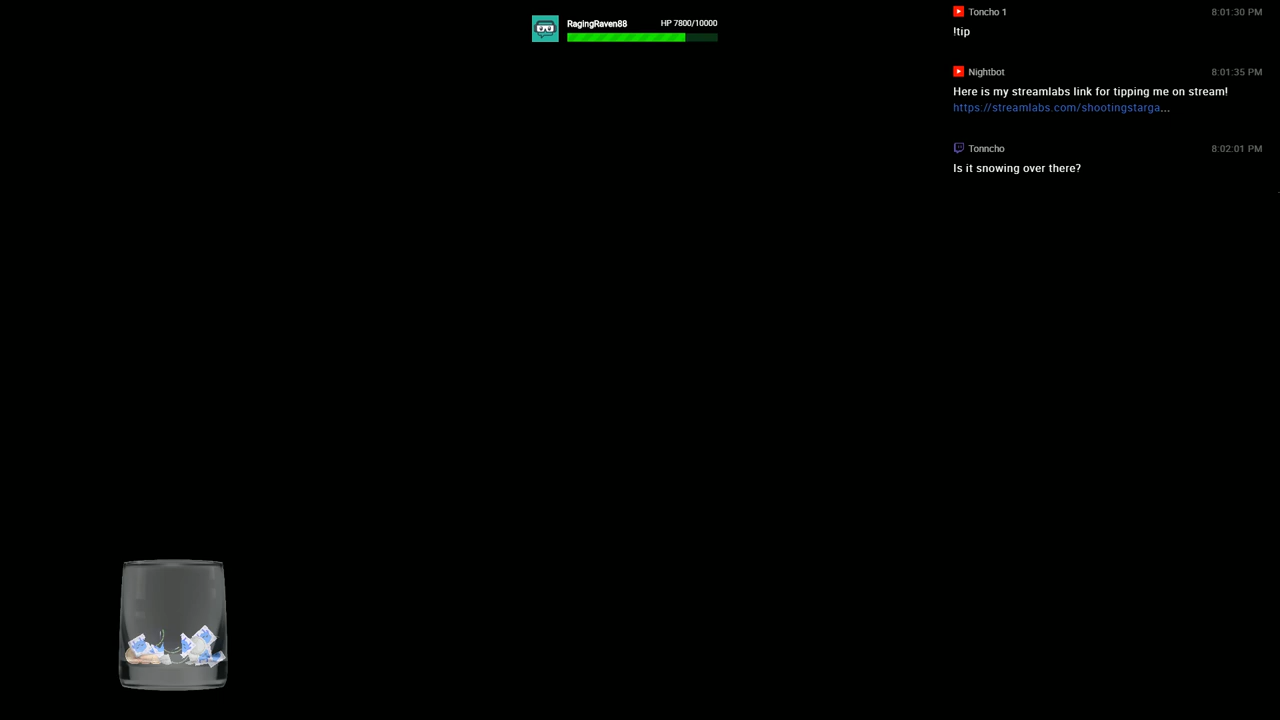 RagingRaven88
HP 7800/10000
Toncho 1
8:01:30 PM
!tip
Nightbot
8:01:35 PM
Here is my streamlabs link for tipping me on stream!
https://streamlabs.com/shootingstarga...
Tonncho
8:02:01 PM
Is it snowing over there?